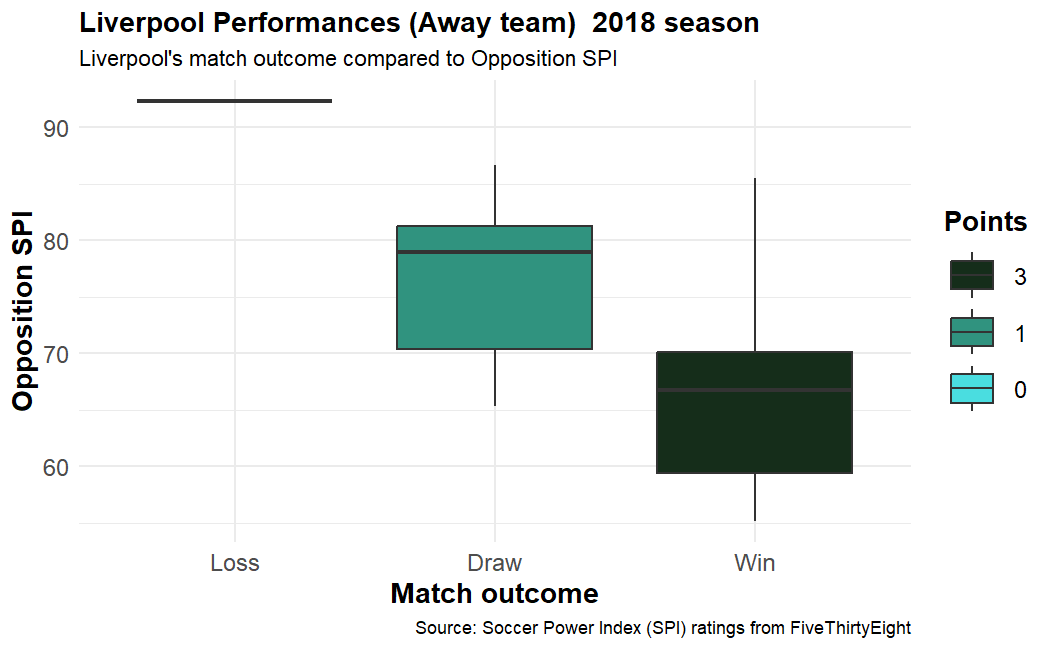 Liverpool Performances (Away team)  2018 season
Liverpool's match outcome compared to Opposition SPI
Opposition SPI
90
80
70
60
Loss Draw Win
Match outcome
Points
3
1
0
Source: Soccer Power Index (SPI) ratings from FiveThirtyEight